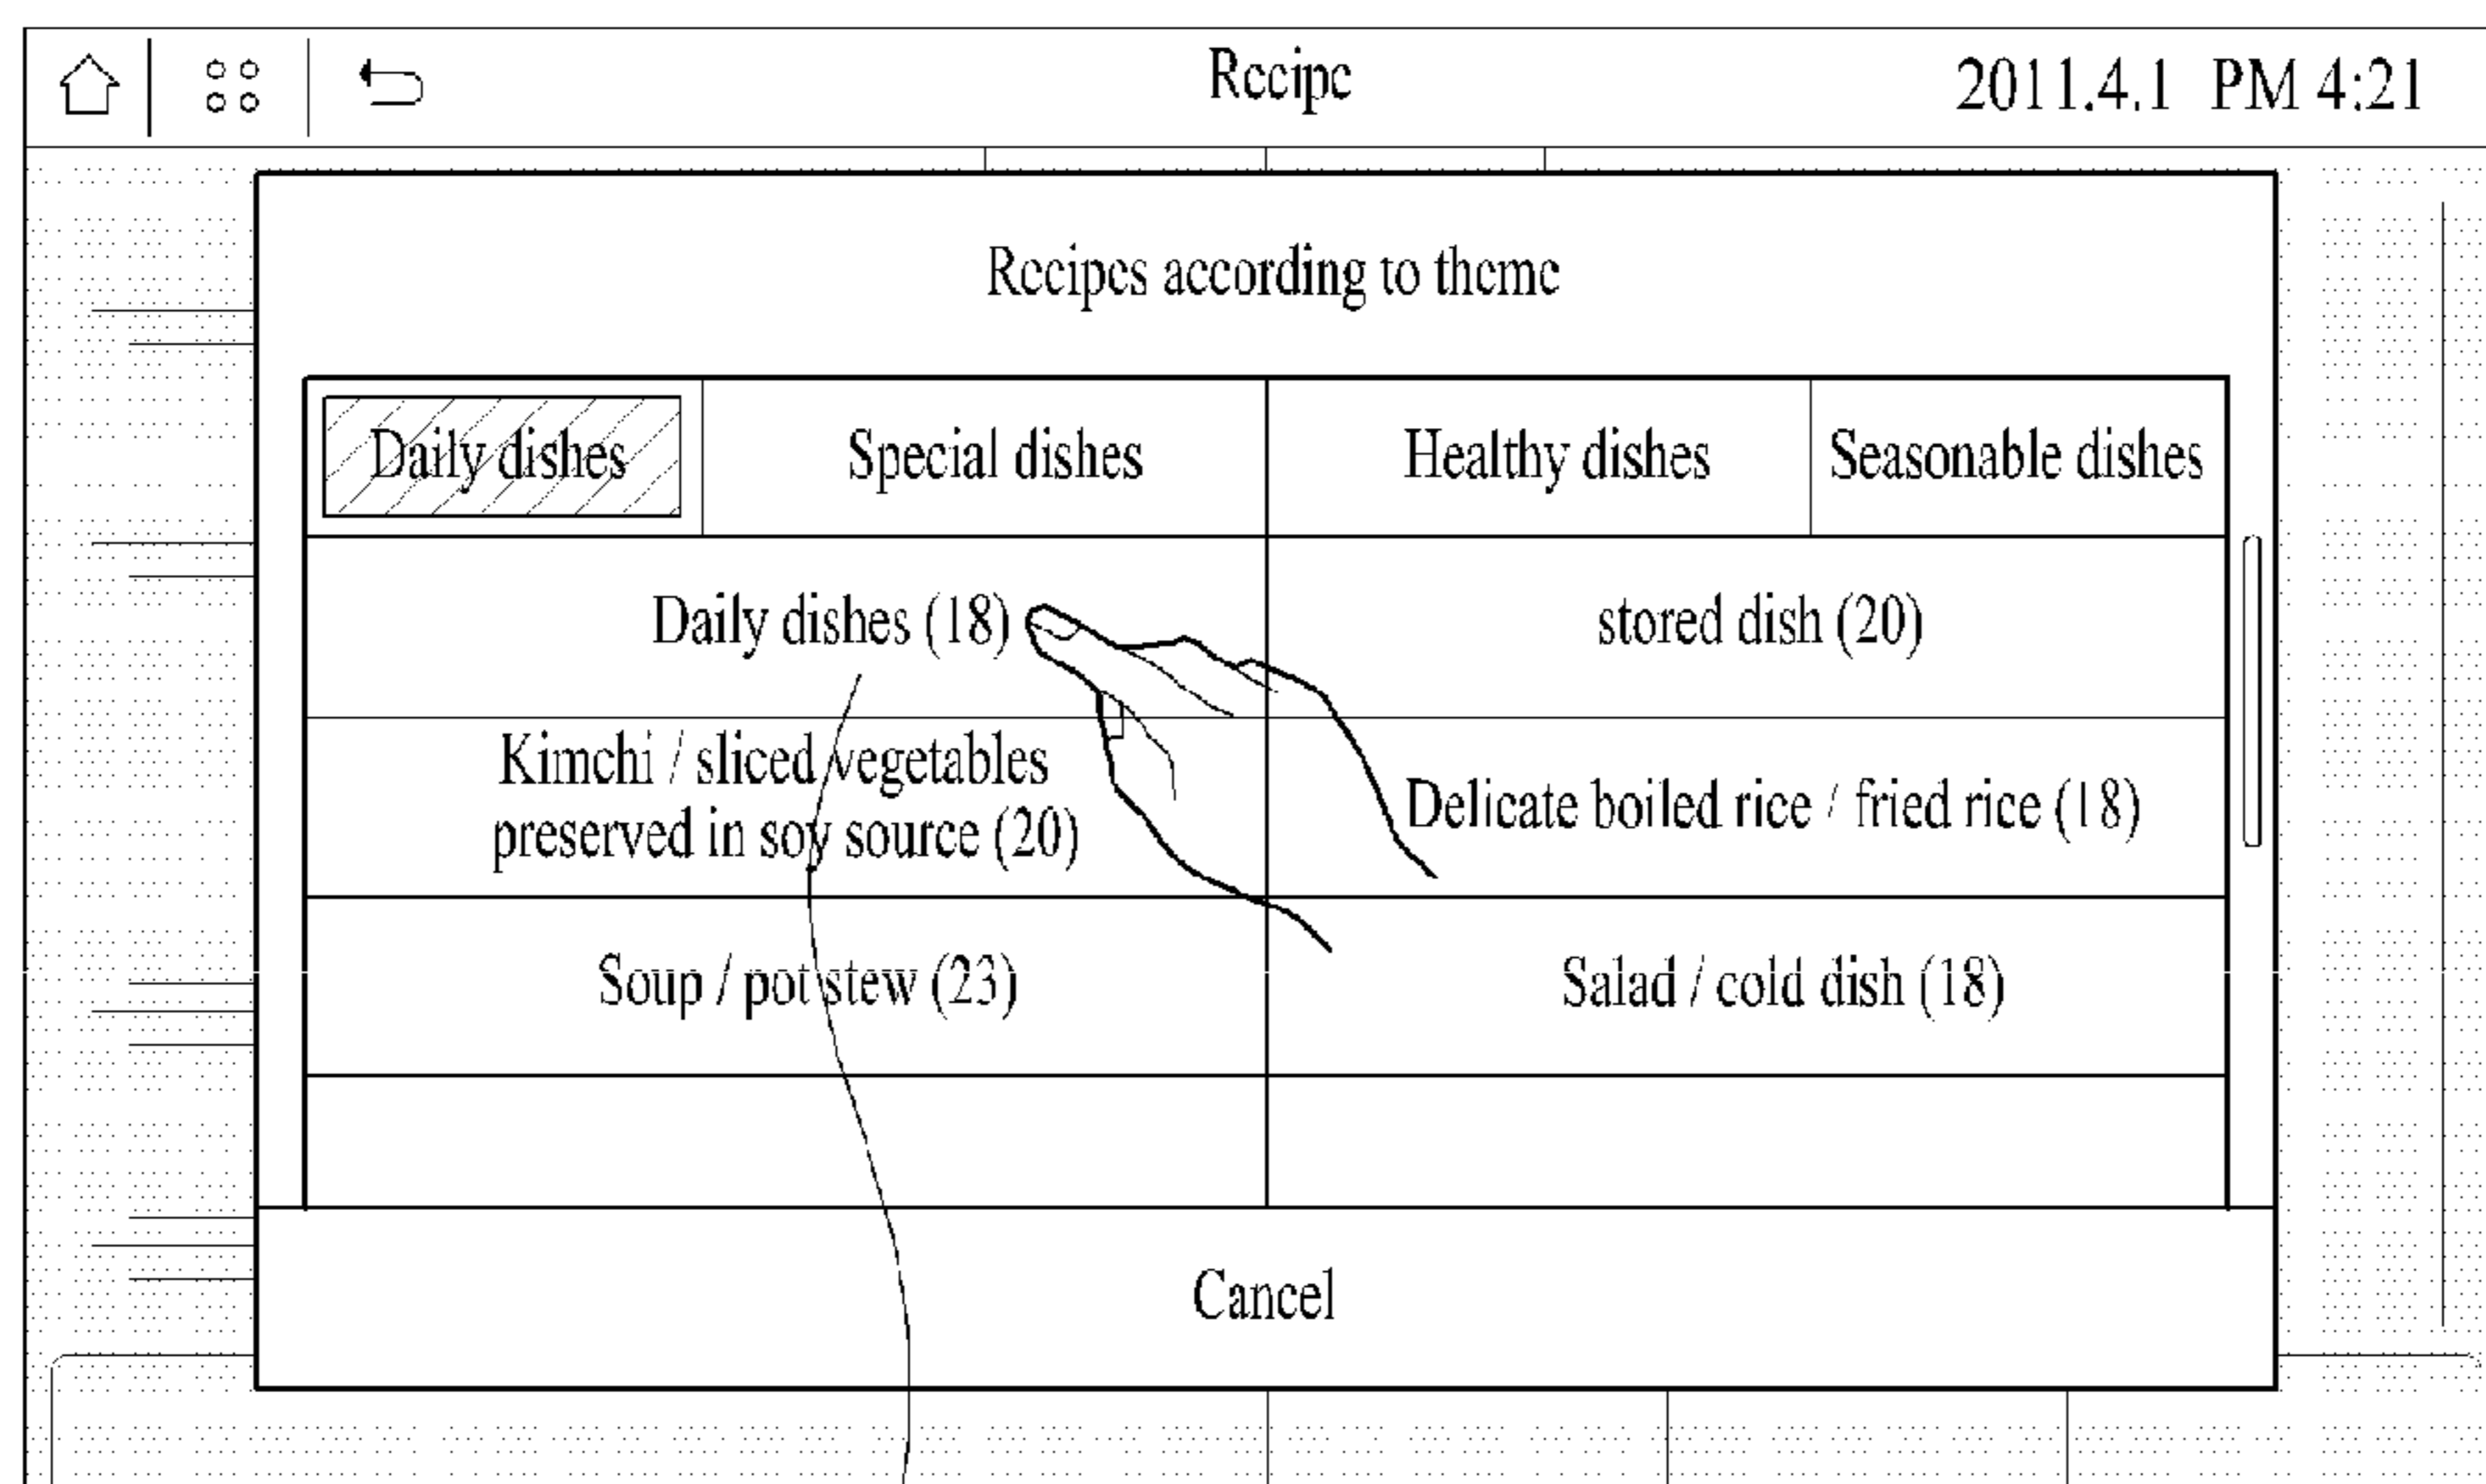 Recipe
2011.4.1 PM 4:21
Recipes according to theme
Daily dishes
Special dishes
Healthy dishes
Seasonable dishes
Daily dishes (18)
stored dish (20)
Kimchi / sliced vegetables
preserved in soy source (20)
Delicate boiled rice / fried rice (18)
Soup / pot stew (23)
Salad / cold dish (18)
Cancel